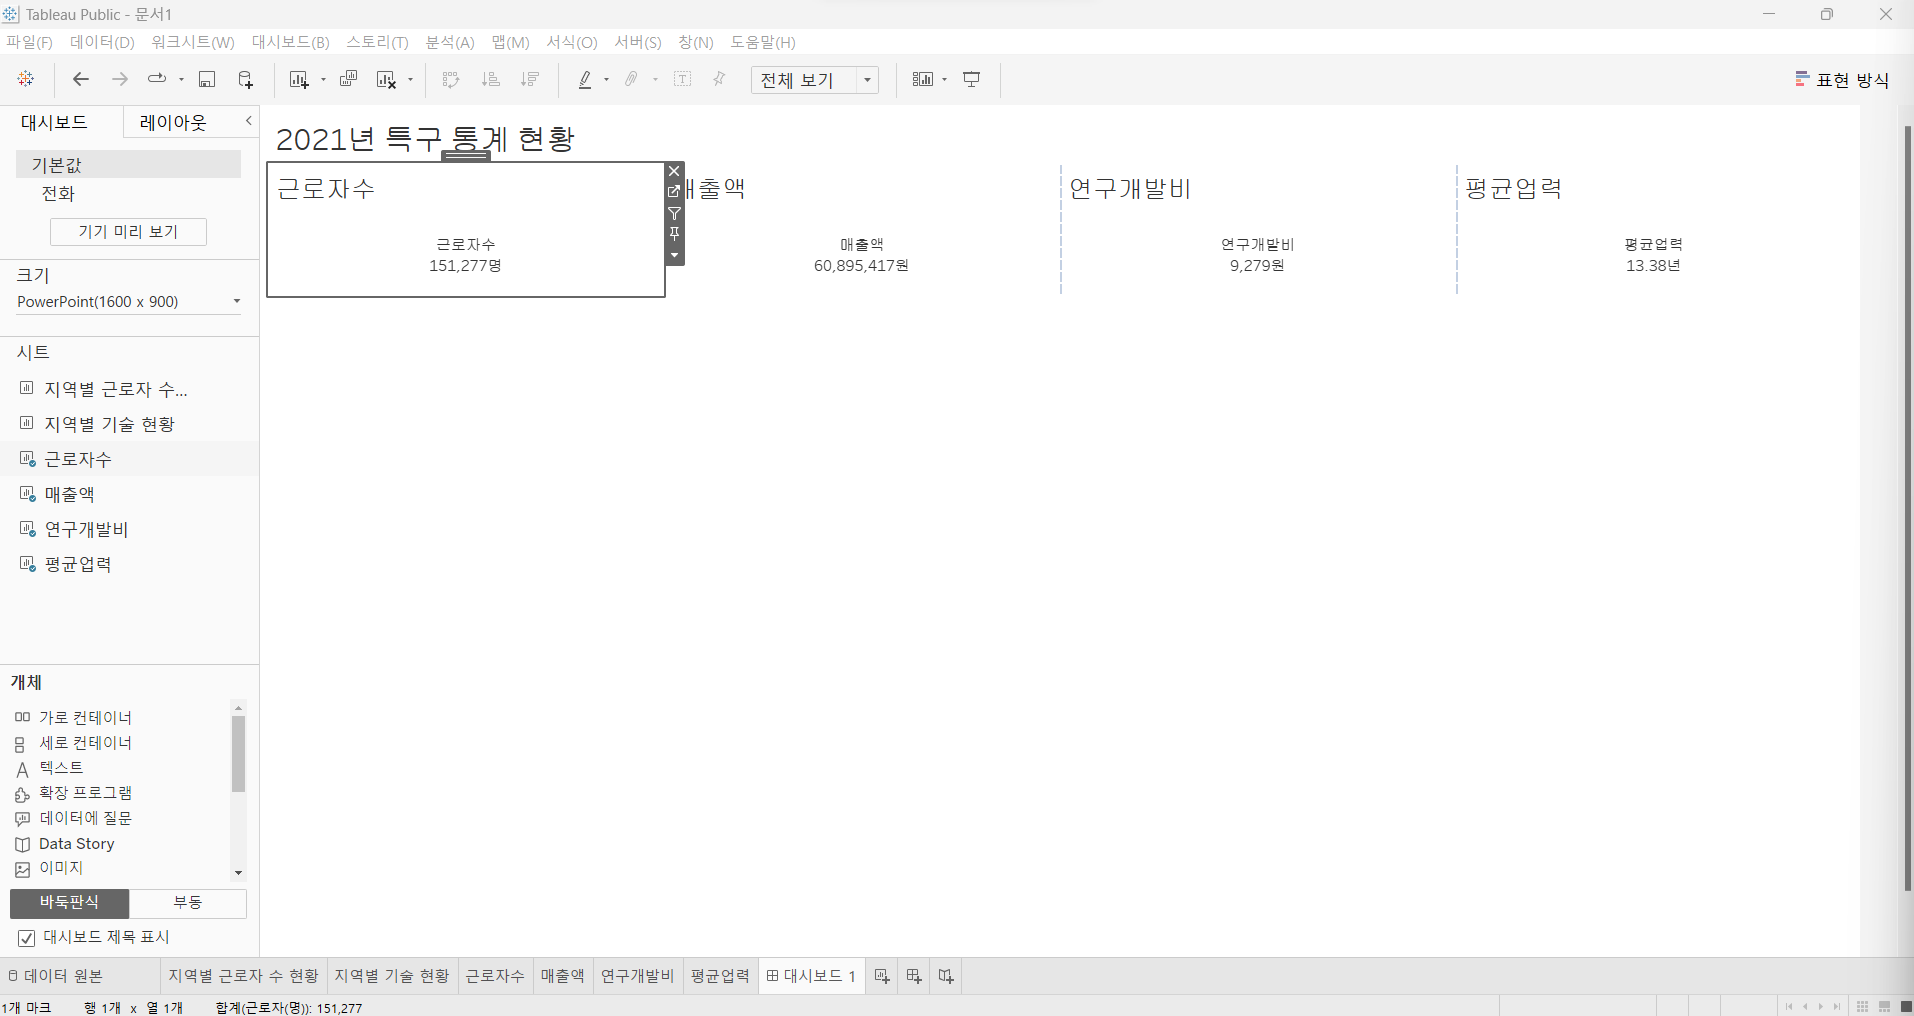 Tableau Public - 문서1
파일(F) 데이터(D) 워크시트(W) 대시보드(B) 스토리(T) 분석(A) 맵(M) 서식(O) 서버(S) 창(N) 도움말(H)
전체 보기
표현 방식
대시보드 레이아웃
기본값
전화
기기 미리 보기
크기
PowerPoint(1600 x 900)
시트
지역별 근로자 수...
지역별 기술 현황
근로자수
매출액
연구개발비
평균업력
개체
가로 컨테이너
세로 컨테이너
텍스트
확장 프로그램
데이터에 질문
Data Story
이미지
바둑판식 부동
대시보드 제목 표시
2021년 특구 통계 현황
근로자수
근로자수
151,277명
출액
매출액
60,895,417원
연구개발비
연구개발비
9,279원
평균업력
평균업력
13.38년
데이터 원본 지역별 근로자 수 현황 지역별 기술 현황 근로자수 매출액 연구개발비 평균업력 대시보드 1
1개 마크 행 1개 x 열 1개 합계(근로자(명)): 151,277